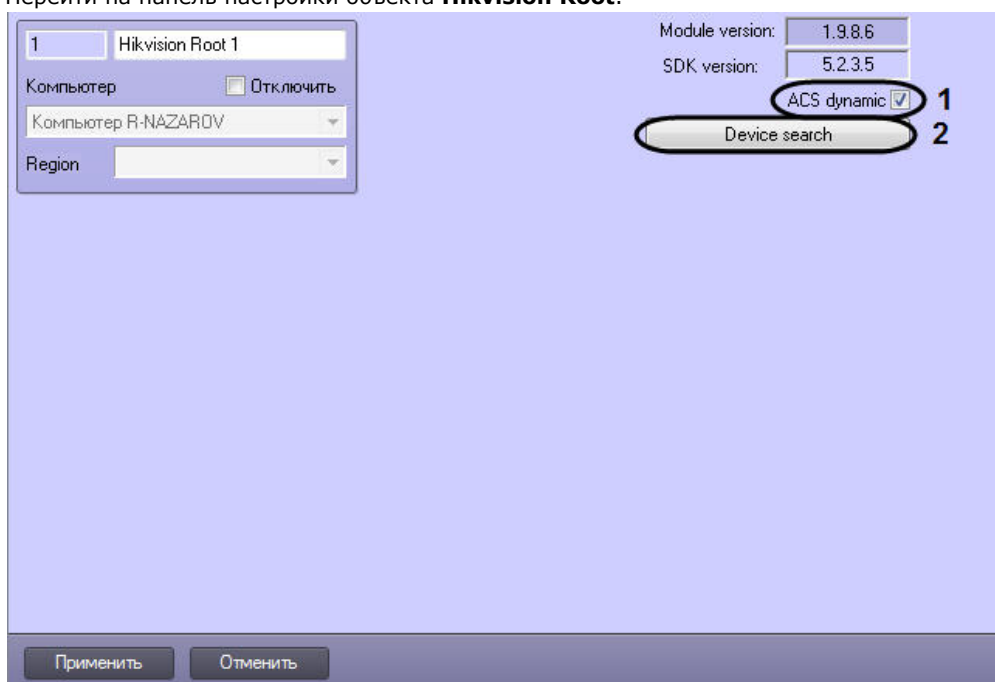 Перейти на панель настройки объекта Hikvision Root.
1 Hikvision Root 1
Компьютер Отключить
Компьютер R-NAZAROV
Region
Module version: 1.9.8.6
SDK version: 5.2.3.5
ACS dynamic 1
Device search 2
Применить Отменить